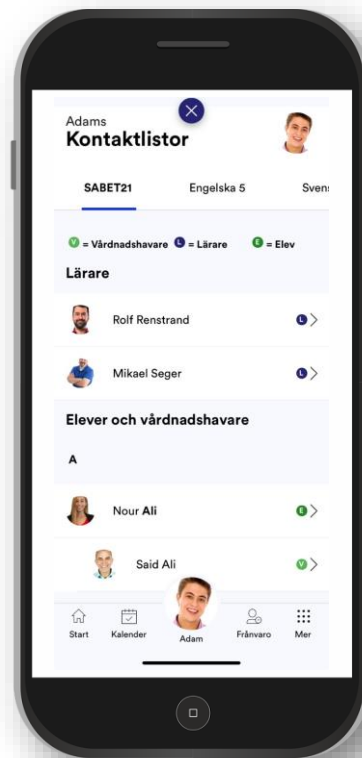 Adams
Kontaktlistor
SABET21 Engelska 5 Svens
V = Vårdnadshavare L = Lärare E = Elev
Lärare
Rolf Renstrand L
Mikael Seger L
Elever och vårdnadshavare
A
Nour Ali E
Said Ali V
Start Kalender Adam Frånvaro Mer